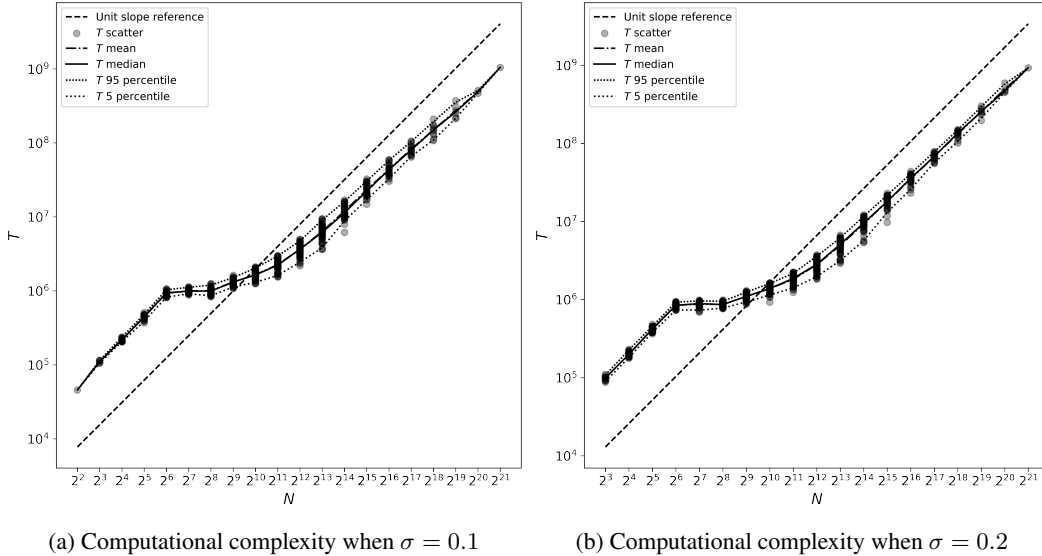 Unit slope reference
T scatter
T mean
T median
T 95 percentile
T 5 percentile
10^9
10^8
10^7
10^6
10^5
10^4
T
2^2 2^3 2^4 2^5 2^6 2^7 2^8 2^9 2^10 2^11 2^12 2^13 2^14 2^15 2^16 2^17 2^18 2^19 2^20 2^21
N
(a) Computational complexity when σ = 0.1
Unit slope reference
T scatter
T mean
T median
T 95 percentile
T 5 percentile
10^9
10^8
10^7
10^6
10^5
10^4
T
2^3 2^4 2^5 2^6 2^7 2^8 2^9 2^10 2^11 2^12 2^13 2^14 2^15 2^16 2^17 2^18 2^19 2^20 2^21
N
(b) Computational complexity when σ = 0.2